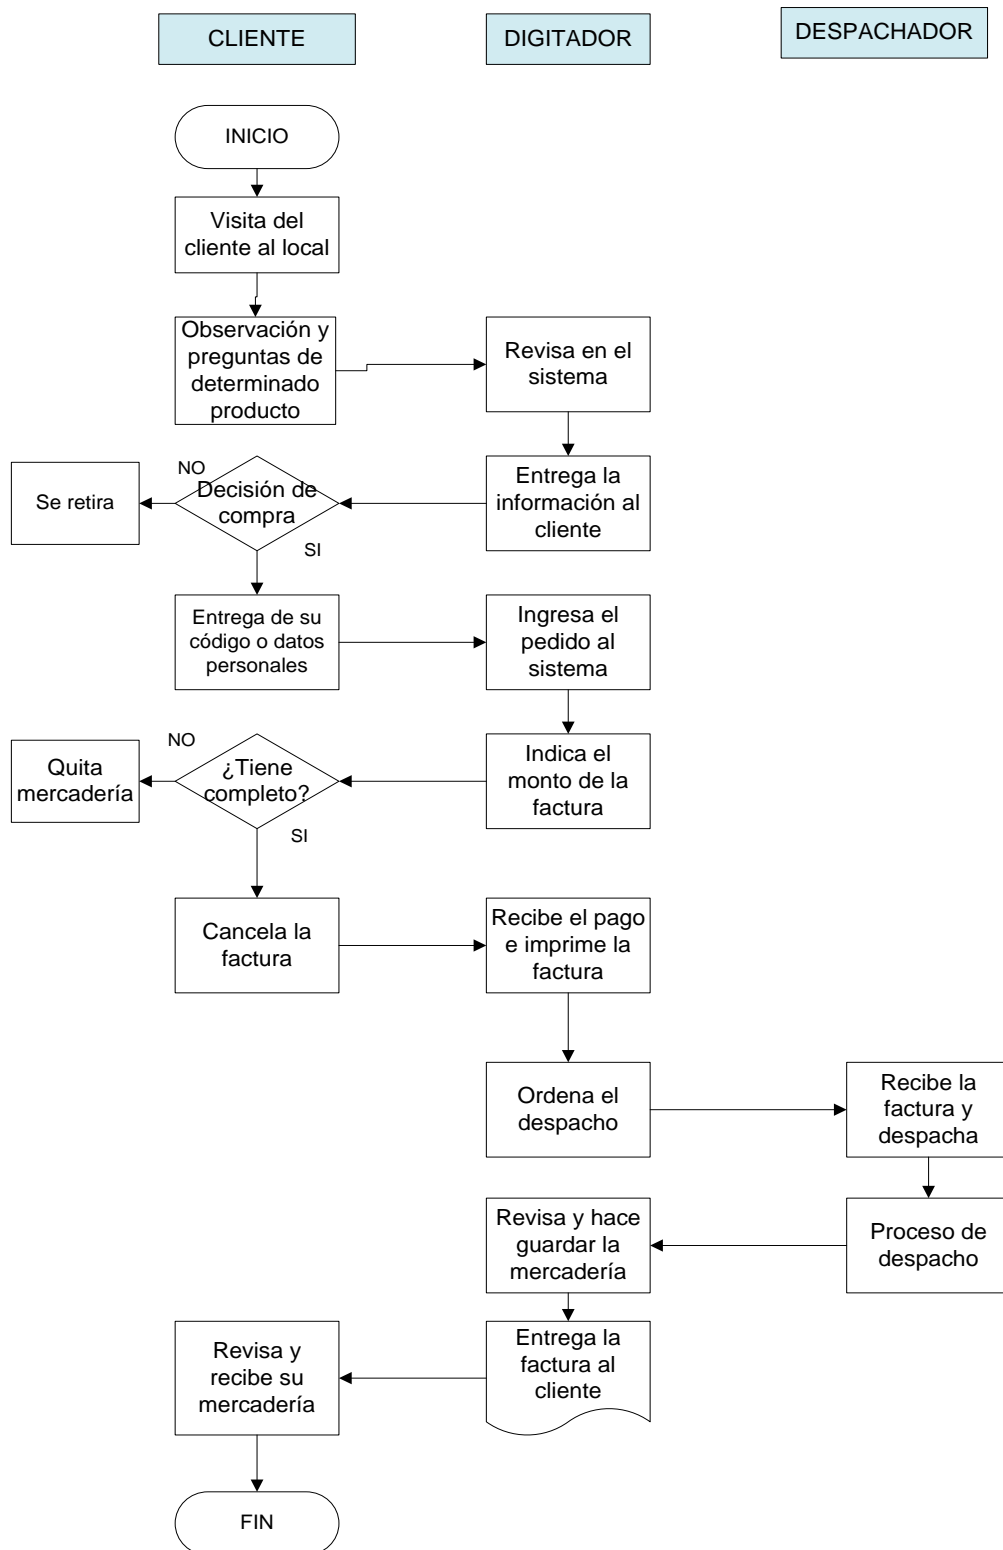 CLIENTE
DIGITADOR
DESPACHADOR
INICIO
Visita del
cliente al local
Observación y
preguntas de
determinado
producto
Revisa en el
sistema
Entrega la
información al
cliente
NO
Decisión de
compra
Se retira
SI
Entrega de su
código o datos
personales
Ingresa el
pedido al
sistema
Indica el
monto de la
factura
NO
¿Tiene
completo?
Quita
mercadería
SI
Cancela la
factura
Recibe el pago
e imprime la
factura
Ordena el
despacho
Recibe la
factura y
despacha
Proceso de
despacho
Revisa y hace
guardar la
mercadería
Entrega la
factura al
cliente
Revisa y
recibe su
mercadería
FIN